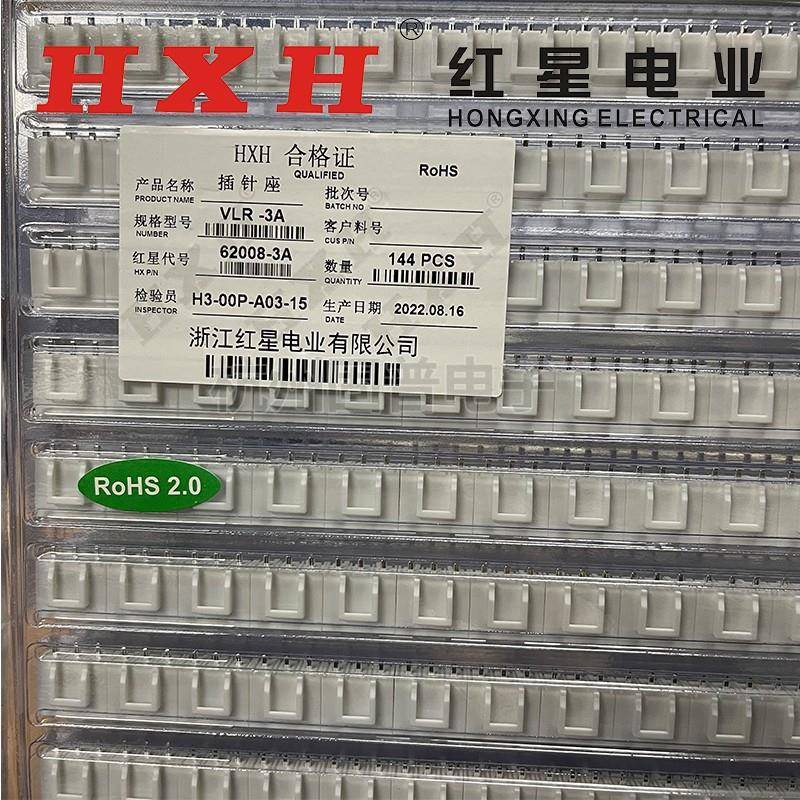 HXH® 红星电业
HONGXING ELECTRICAL
HXH 合格证 RoHS
QUALIFIED
产品名称 插针座 批次号
PRODUCT NAME BATCH NO
规格型号 VLR -3A 客户料号
NUMBER CUS P/N
红星代号 62008-3A 数量 144 PCS
HX P/N QUANTITY
检验员 H3-00P-A03-15 生产日期 2022.08.16
INSPECTOR DATE
浙江红星电业有限公司
RoHS 2.0